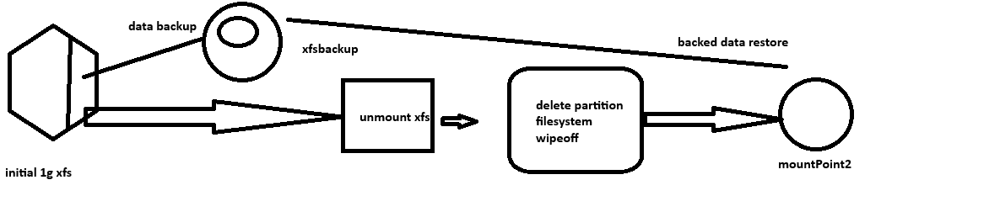 data backup
xfsbackup
backed data restore
unmount xfs
delete partition
filesystem
wipeoff
mountPoint2
initial 1g xfs